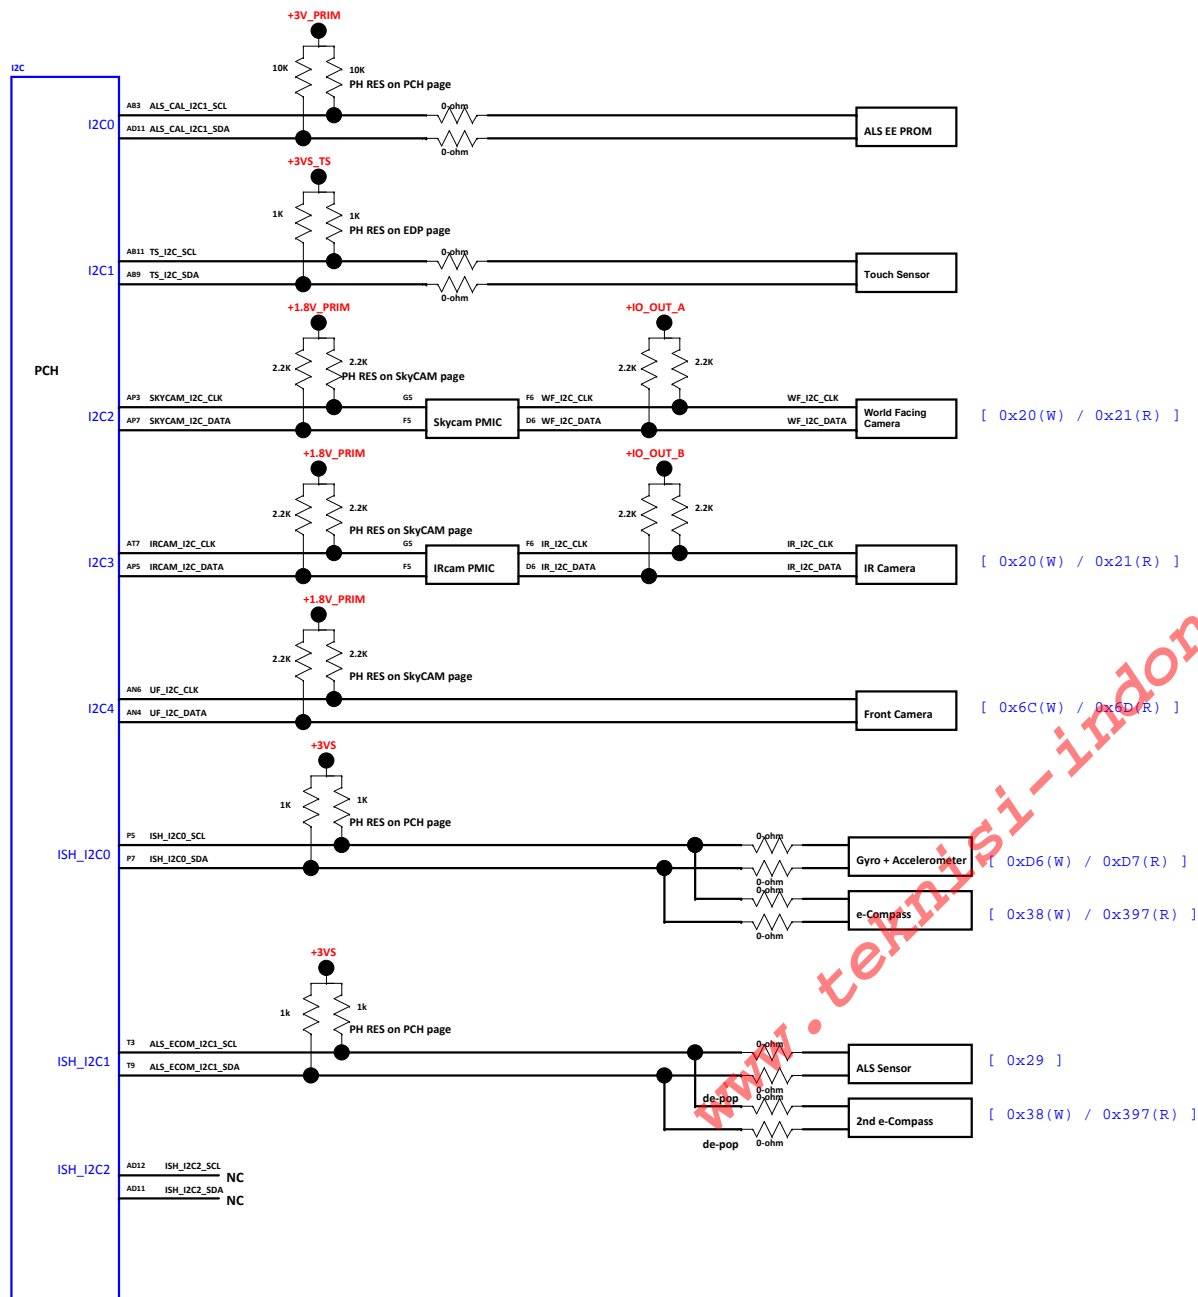 +3V_PRIM
I2C
10K
10K
PH RES on PCH page
AB3 ALS_CAL_I2C1_SCL
0-ohm
I2C0
AD11 ALS_CAL_I2C1_SDA
ALS EE PROM
0-ohm
+3VS_TS
1K
1K
PH RES on EDP page
AB11 TS_I2C_SCL
0-ohm
I2C1
AB9 TS_I2C_SDA
Touch Sensor
0-ohm
+1.8V_PRIM
+IO_OUT_A
PCH
2.2K
2.2K
PH RES on SkyCAM page
2.2K
2.2K
AP3 SKYCAM_I2C_CLK
G5
F6 WF_I2C_CLK
WF_I2C_CLK
I2C2
Skycam PMIC
World Facing
Camera
[ 0x20(W) / 0x21(R) ]
AP7 SKYCAM_I2C_DATA
F5
D6 WF_I2C_DATA
WF_I2C_DATA
+1.8V_PRIM
+IO_OUT_B
2.2K
2.2K
PH RES on SkyCAM page
2.2K
2.2K
AT7 IRCAM_I2C_CLK
G5
F6 IR_I2C_CLK
IR_I2C_CLK
I2C3
IRcam PMIC
IR Camera
[ 0x20(W) / 0x21(R) ]
AP5 IRCAM_I2C_DATA
F5
D6 IR_I2C_DATA
IR_I2C_DATA
+1.8V_PRIM
2.2K
2.2K
PH RES on SkyCAM page
AN6 UF_I2C_CLK
I2C4
AN4 UF_I2C_DATA
Front Camera
[ 0x6C(W) / 0x6D(R) ]
+3VS
1K
1K
PH RES on PCH page
P5 ISH_I2C0_SCL
0-ohm
ISH_I2C0
P7 ISH_I2C0_SDA
Gyro + Accelerometer
[ 0xD6(W) / 0xD7(R) ]
0-ohm
0-ohm
e-Compass
[ 0x38(W) / 0x397(R) ]
0-ohm
+3VS
1k
1k
PH RES on PCH page
T3 ALS_ECOM_I2C1_SCL
0-ohm
ISH_I2C1
T9 ALS_ECOM_I2C1_SDA
ALS Sensor
[ 0x29 ]
0-ohm
de-pop
0-ohm
2nd e-Compass
[ 0x38(W) / 0x397(R) ]
de-pop
0-ohm
ISH_I2C2
AD12 ISH_I2C2_SCL
NC
AD11 ISH_I2C2_SDA
NC
www.teknisi-indon